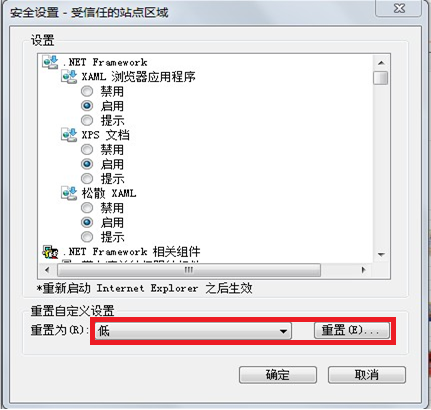 安全设置 - 受信任的站点区域
设置
.NET Framework
XAML 浏览器应用程序
禁用
启用
提示
XPS 文档
禁用
启用
提示
松散 XAML
禁用
启用
提示
.NET Framework 相关组件
*重新启动 Internet Explorer 之后生效
重置自定义设置
重置为(R): 低 重置(E)...
确定 取消